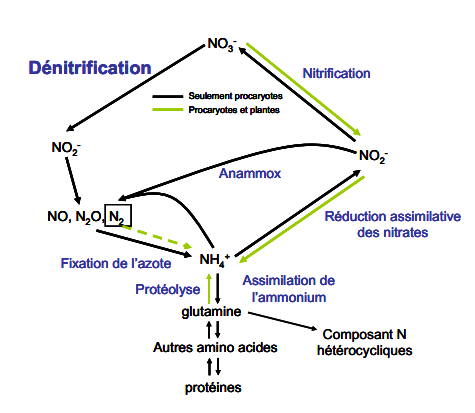 NO₃⁻
Dénitrification
Nitrification
Seulement procaryotes
Procaryotes et plantes
NO₂⁻
NO₂⁻
Anammox
NO, N₂O, N₂
Réduction assimilative
des nitrates
Fixation de l'azote
NH₄⁺
Protéolyse
Assimilation de
l'ammonium
glutamine
Composant N
hétérocycliques
Autres amino acides
protéines